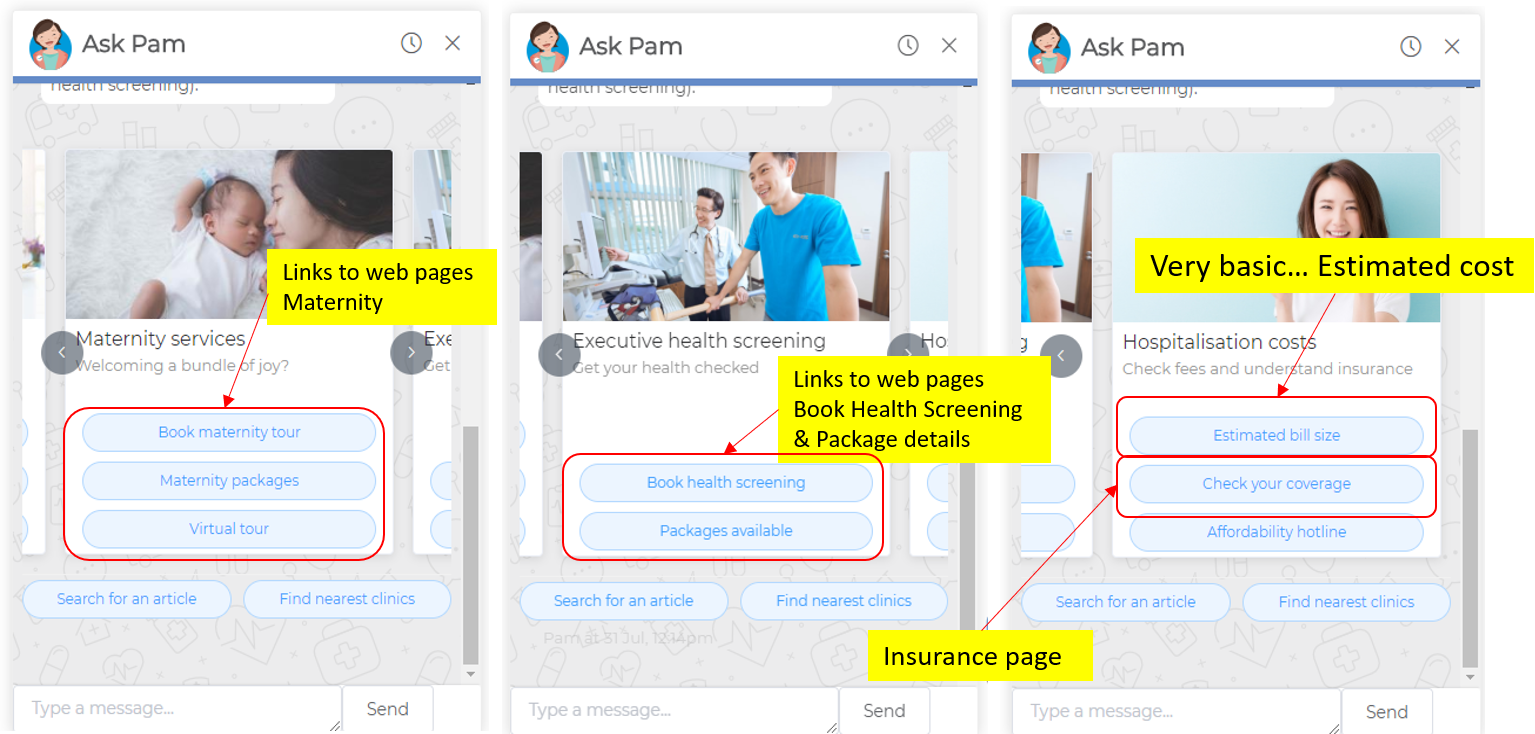 Ask Pam
health screening).
Maternity services
Welcoming a bundle of joy?
Exe
Get
Links to web pages
Maternity
Book maternity tour
Maternity packages
Virtual tour
Search for an article
Find nearest clinics
Type a message...
Send
Ask Pam
health screening).
Executive health screening
Get your health checked
Ho
Links to web pages
Book Health Screening
& Package details
Book health screening
Packages available
Search for an article
Find nearest clinics
Pam at 31 Jul, 12:14pm
Type a message...
Send
Ask Pam
health screening).
Very basic... Estimated cost
g
Hospitalisation costs
Check fees and understand insurance
Estimated bill size
Check your coverage
Affordability hotline
Search for an article
Find nearest clinics
Insurance page
Type a message...
Send